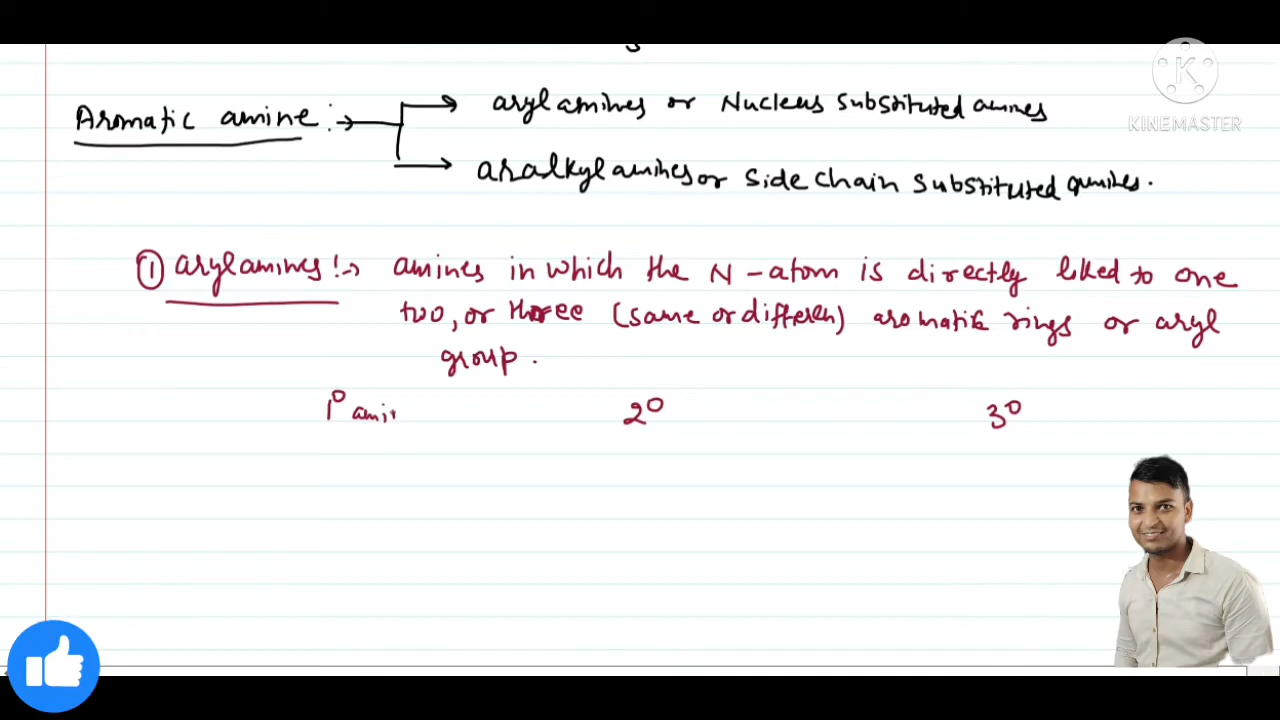 Aromatic amine :→
arylamines or Nucleus substituted amines
KINEMASTER
aralkylamines or Side Chain Substituted amines.
① arylamines !→ amines in which the N-atom is directly liked to one
two, or three (same or differen) aromatic rings or aryl
group.
1° ami
2°
3°